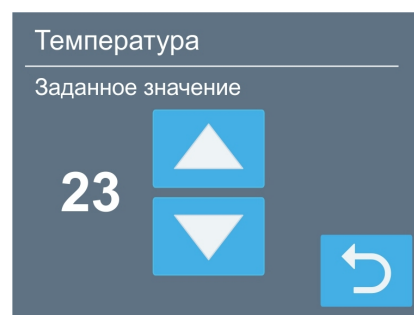 Температура
Заданное значение
23